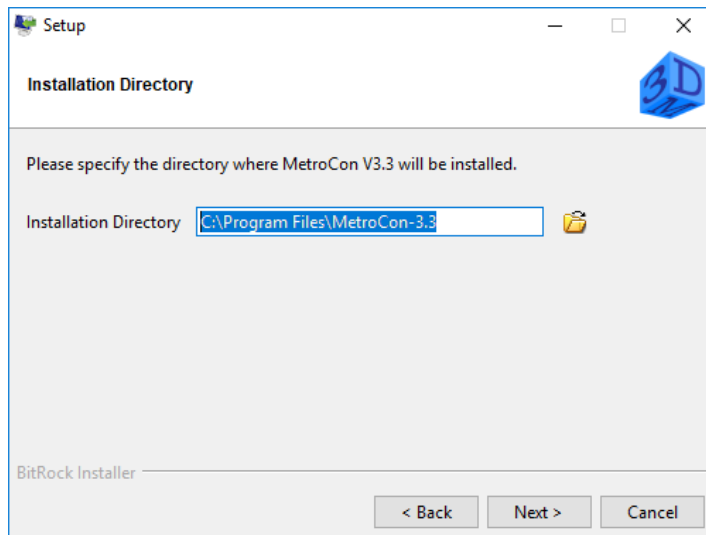 Setup
Installation Directory
3DM
Please specify the directory where MetroCon V3.3 will be installed.
Installation Directory C:\Program Files\MetroCon-3.3
BitRock Installer
< Back Next > Cancel